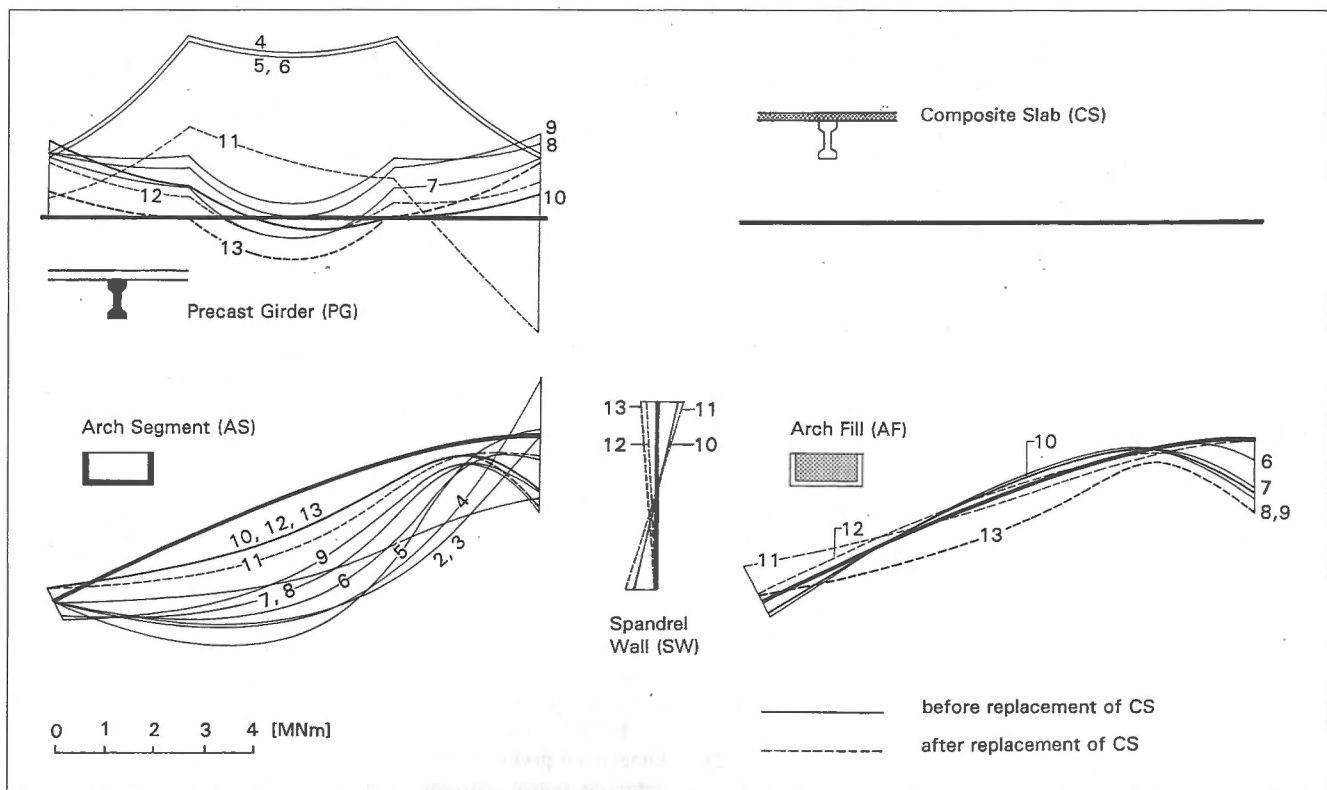 4
5, 6
11
9
8
7
12
10
13
Precast Girder (PG)
Composite Slab (CS)
Arch Segment (AS)
10, 12, 13
11
9
7, 8
6
5
4
2, 3
13
11
12
10
Spandrel
Wall (SW)
Arch Fill (AF)
10
6
7
8,9
11
12
13
0 1 2 3 4 [MNm]
before replacement of CS
after replacement of CS